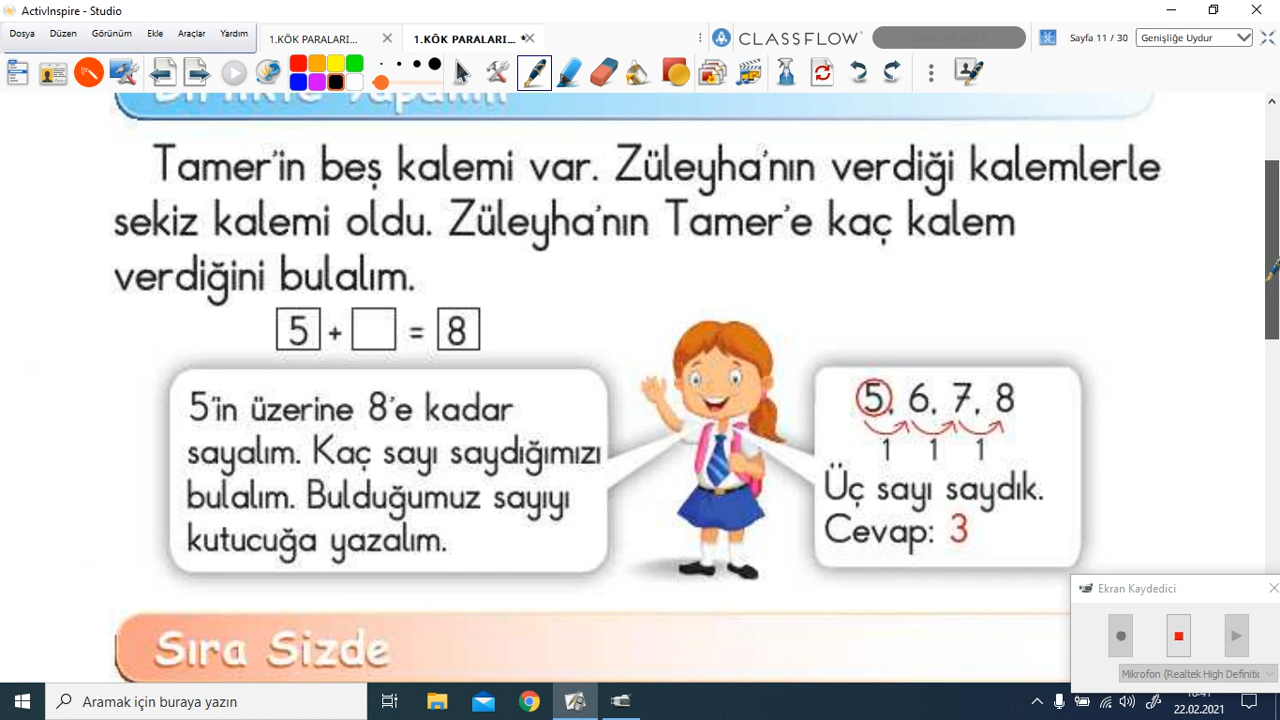 ActivInspire - Studio
Dosya Düzen Görünüm Ekle Araçlar Yardım
1.KÖK PARALARI...
1.KÖK PARALARI ...
CLASSFLOW
Sayfa 11 / 30
Genişliğe Uydur
Birlikte Yapalım
Tamer'in beş kalemi var. Züleyha'nın verdiği kalemlerle
sekiz kalemi oldu. Züleyha'nın Tamer'e kaç kalem
verdiğini bulalım.
5 + = 8
5'in üzerine 8'e kadar
sayalım. Kaç sayı saydığımızı
bulalım. Bulduğumuz sayıyı
kutucuğa yazalım.
5, 6, 7, 8
1 1 1
Üç sayı saydık.
Cevap: 3
Sıra Sizde
Ekran Kaydedici
Mikrofon (Realtek High Definitic
Aramak için buraya yazın
22.02.2021